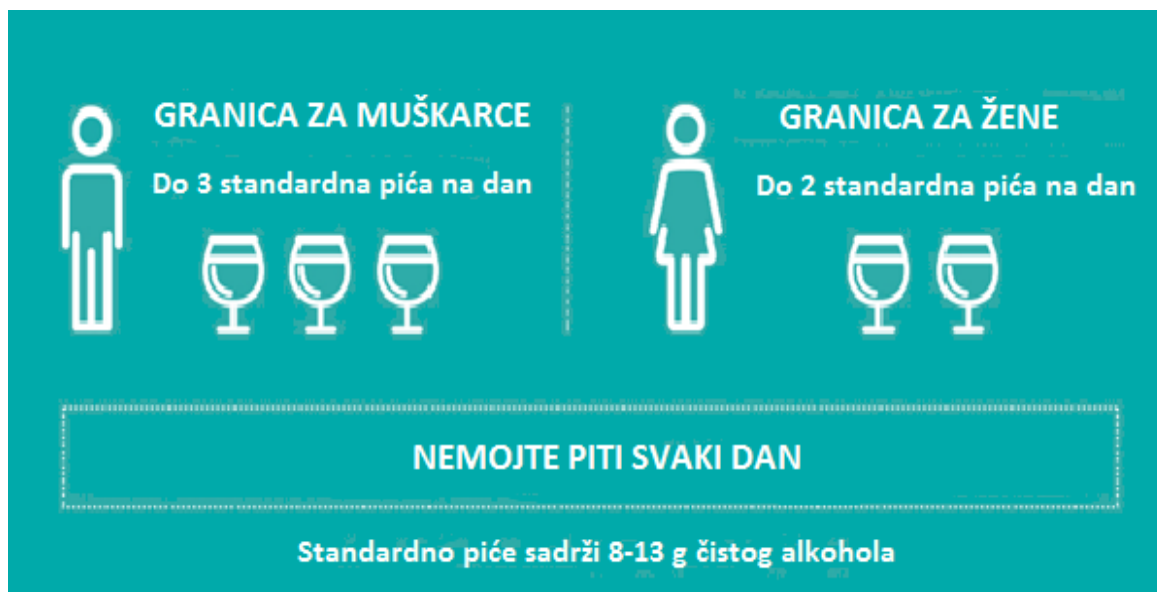 GRANICA ZA MUŠKARCE
Do 3 standardna pića na dan
GRANICA ZA ŽENE
Do 2 standardna pića na dan
NEMOJTE PITI SVAKI DAN
Standardno piće sadrži 8-13 g čistog alkohola